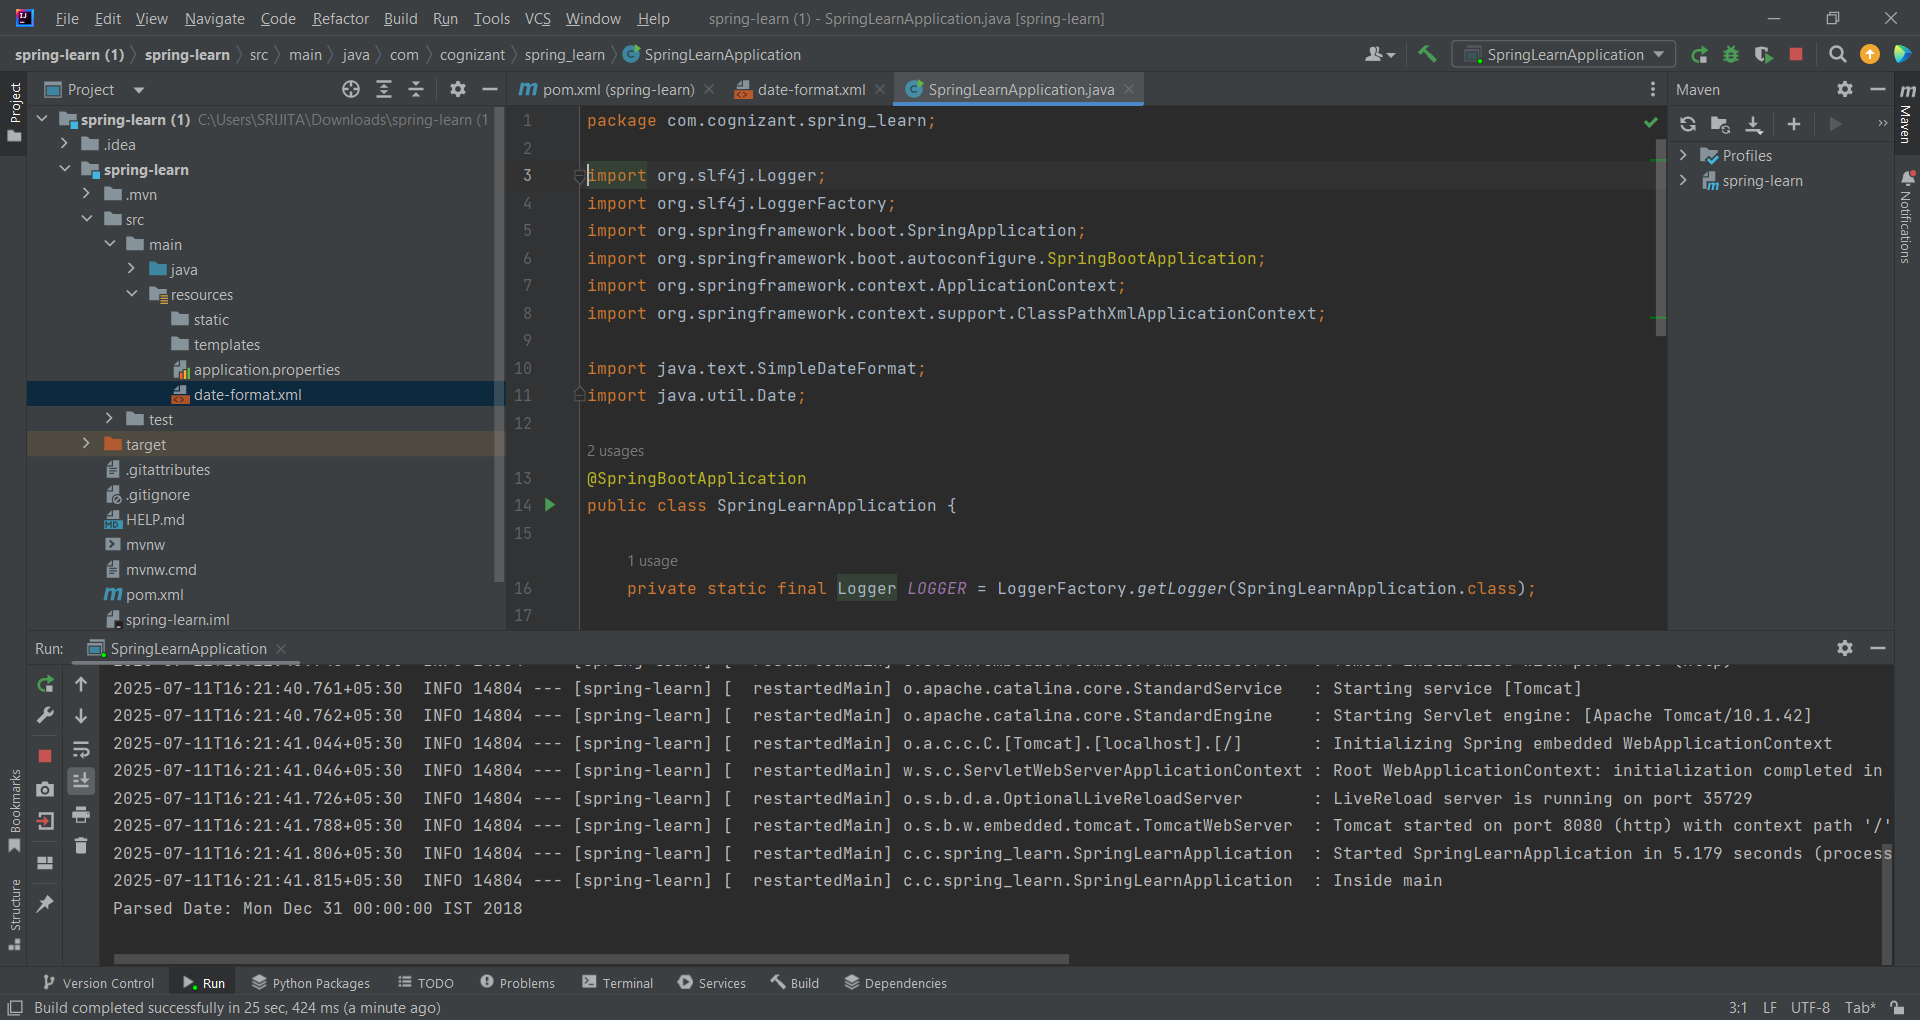 File Edit View Navigate Code Refactor Build Run Tools VCS Window Help spring-learn (1) - SpringLearnApplication.java [spring-learn]
spring-learn (1) spring-learn src main java com cognizant spring_learn SpringLearnApplication
SpringLearnApplication
Project
Project
spring-learn (1) C:\Users\SRIJITA\Downloads\spring-learn (1
.idea
spring-learn
.mvn
src
main
java
resources
static
templates
application.properties
date-format.xml
test
target
.gitattributes
.gitignore
HELP.md
mvnw
mvnw.cmd
pom.xml
spring-learn.iml
pom.xml (spring-learn) date-format.xml SpringLearnApplication.java
1 package com.cognizant.spring_learn;
2
3 import org.slf4j.Logger;
4 import org.slf4j.LoggerFactory;
5 import org.springframework.boot.SpringApplication;
6 import org.springframework.boot.autoconfigure.SpringBootApplication;
7 import org.springframework.context.ApplicationContext;
8 import org.springframework.context.support.ClassPathXmlApplicationContext;
9
10 import java.text.SimpleDateFormat;
11 import java.util.Date;
12
2 usages
13 @SpringBootApplication
14 public class SpringLearnApplication {
15
1 usage
16 private static final Logger LOGGER = LoggerFactory.getLogger(SpringLearnApplication.class);
17
Maven
Profiles
spring-learn
Maven
Notifications
Run: SpringLearnApplication
2025-07-11T16:21:40.761+05:30 INFO 14804 --- [spring-learn] [ restartedMain] o.apache.catalina.core.StandardService : Starting service [Tomcat]
2025-07-11T16:21:40.762+05:30 INFO 14804 --- [spring-learn] [ restartedMain] o.apache.catalina.core.StandardEngine : Starting Servlet engine: [Apache Tomcat/10.1.42]
2025-07-11T16:21:41.044+05:30 INFO 14804 --- [spring-learn] [ restartedMain] o.a.c.c.C.[Tomcat].[localhost].[/] : Initializing Spring embedded WebApplicationContext
2025-07-11T16:21:41.046+05:30 INFO 14804 --- [spring-learn] [ restartedMain] w.s.c.ServletWebServerApplicationContext : Root WebApplicationContext: initialization completed in
2025-07-11T16:21:41.726+05:30 INFO 14804 --- [spring-learn] [ restartedMain] o.s.b.d.a.OptionalLiveReloadServer : LiveReload server is running on port 35729
2025-07-11T16:21:41.788+05:30 INFO 14804 --- [spring-learn] [ restartedMain] o.s.b.w.embedded.tomcat.TomcatWebServer : Tomcat started on port 8080 (http) with context path '/'
2025-07-11T16:21:41.806+05:30 INFO 14804 --- [spring-learn] [ restartedMain] c.c.spring_learn.SpringLearnApplication : Started SpringLearnApplication in 5.179 seconds (process
2025-07-11T16:21:41.815+05:30 INFO 14804 --- [spring-learn] [ restartedMain] c.c.spring_learn.SpringLearnApplication : Inside main
Parsed Date: Mon Dec 31 00:00:00 IST 2018
Bookmarks
Structure
Version Control Run Python Packages TODO Problems Terminal Services Build Dependencies
Build completed successfully in 25 sec, 424 ms (a minute ago)
3:1 LF UTF-8 Tab*